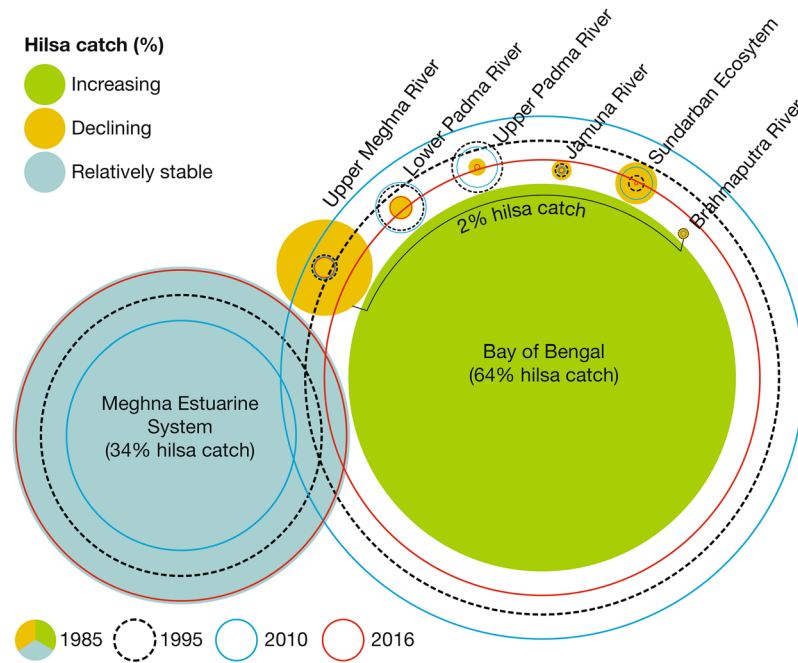 Hilsa catch (%)
Increasing
Declining
Relatively stable
Upper Meghna River
Lower Padma River
Upper Padma River
Jamuna River
Sundarban Ecosytem
Brahmaputra River
2% hilsa catch
Bay of Bengal
(64% hilsa catch)
Meghna Estuarine
System
(34% hilsa catch)
1985
1995
2010
2016